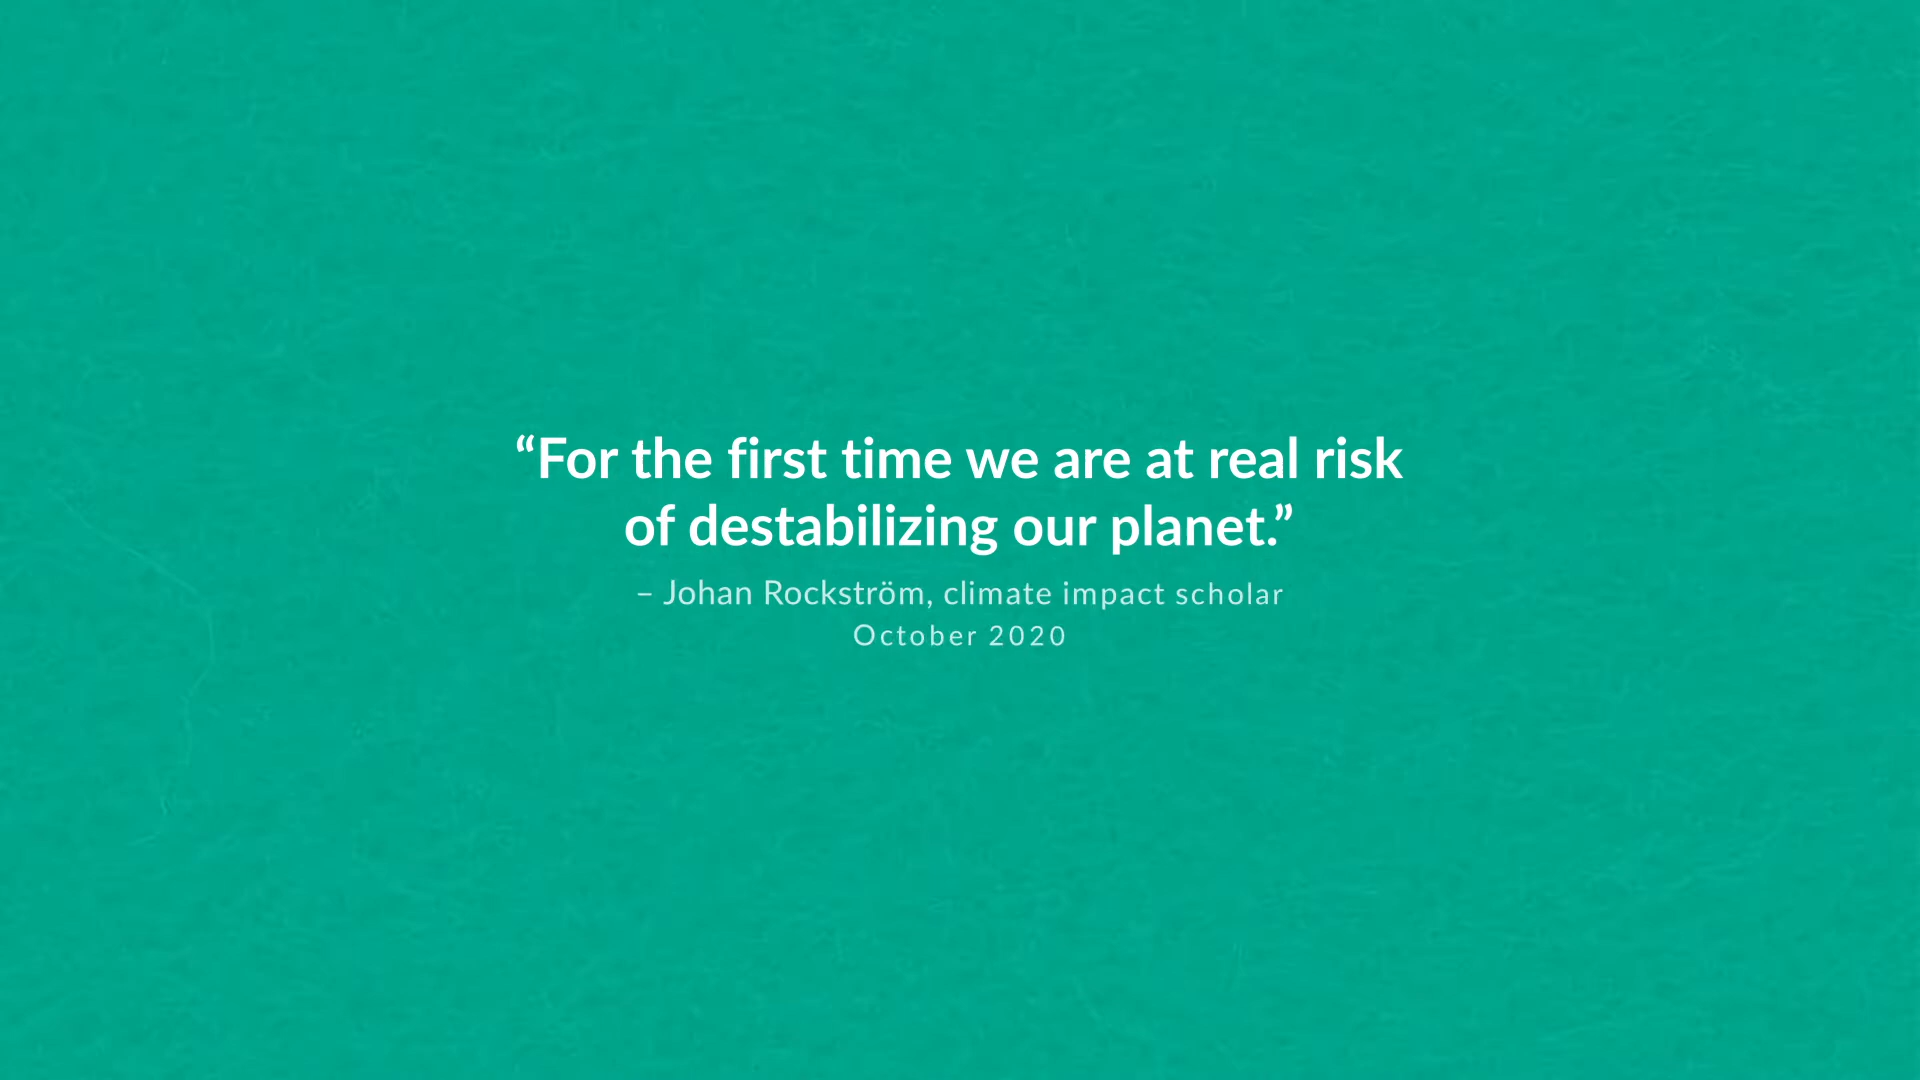 “For the first time we are at real risk
of destabilizing our planet.”
– Johan Rockström, climate impact scholar
October 2020